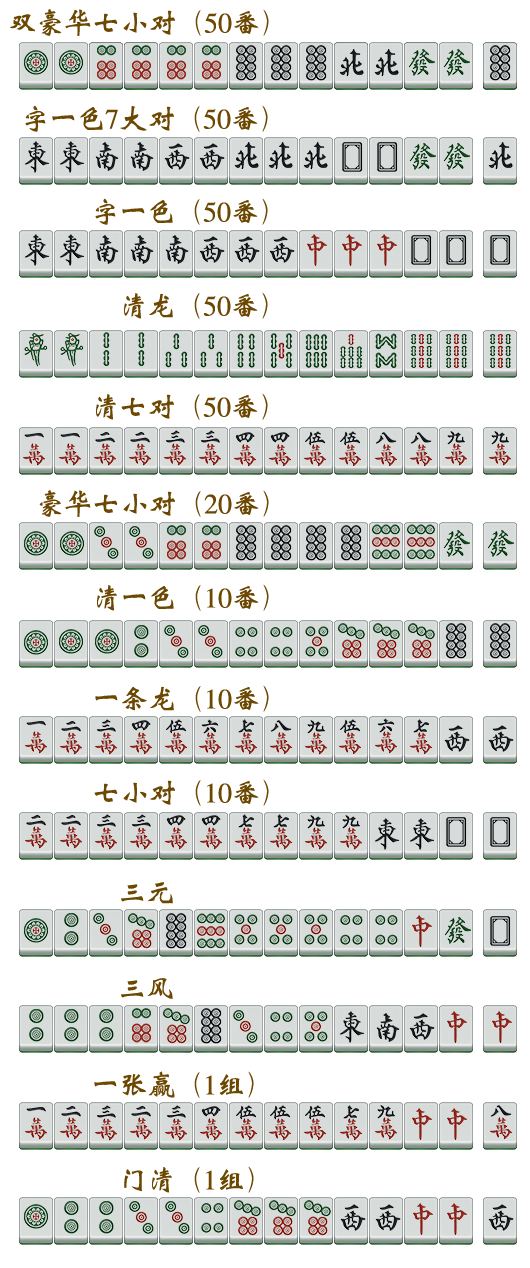 双豪华七小对（50番）
北 北 發 發
字一色7大对（50番）
東 東 南 南 西 西 北 北 北 發 發 北
字一色（50番）
東 東 南 南 南 西 西 西 中 中 中
清龙（50番）
清七对（50番）
一萬 一萬 二萬 二萬 三萬 三萬 四萬 四萬 伍萬 伍萬 八萬 八萬 九萬 九萬
豪华七小对（20番）
發 發
清一色（10番）
一条龙（10番）
一萬 二萬 三萬 四萬 伍萬 六萬 七萬 八萬 九萬 伍萬 六萬 七萬 西 西
七小对（10番）
二萬 二萬 三萬 三萬 四萬 四萬 七萬 七萬 九萬 九萬 東 東
三元
中 發
三风
東 南 西 中 中
一张赢（1组）
一萬 二萬 三萬 二萬 三萬 四萬 伍萬 伍萬 伍萬 七萬 九萬 中 中 八萬
门清（1组）
西 西 中 中 西